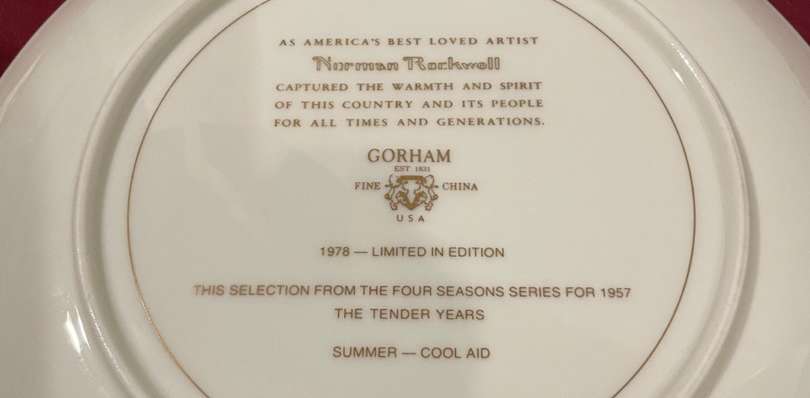 AS AMERICA'S BEST LOVED ARTIST
Norman Rockwell
CAPTURED THE WARMTH AND SPIRIT
OF THIS COUNTRY AND ITS PEOPLE
FOR ALL TIMES AND GENERATIONS.
GORHAM
EST 1831
FINE CHINA
USA
1978 — LIMITED IN EDITION
THIS SELECTION FROM THE FOUR SEASONS SERIES FOR 1957
THE TENDER YEARS
SUMMER — COOL AID